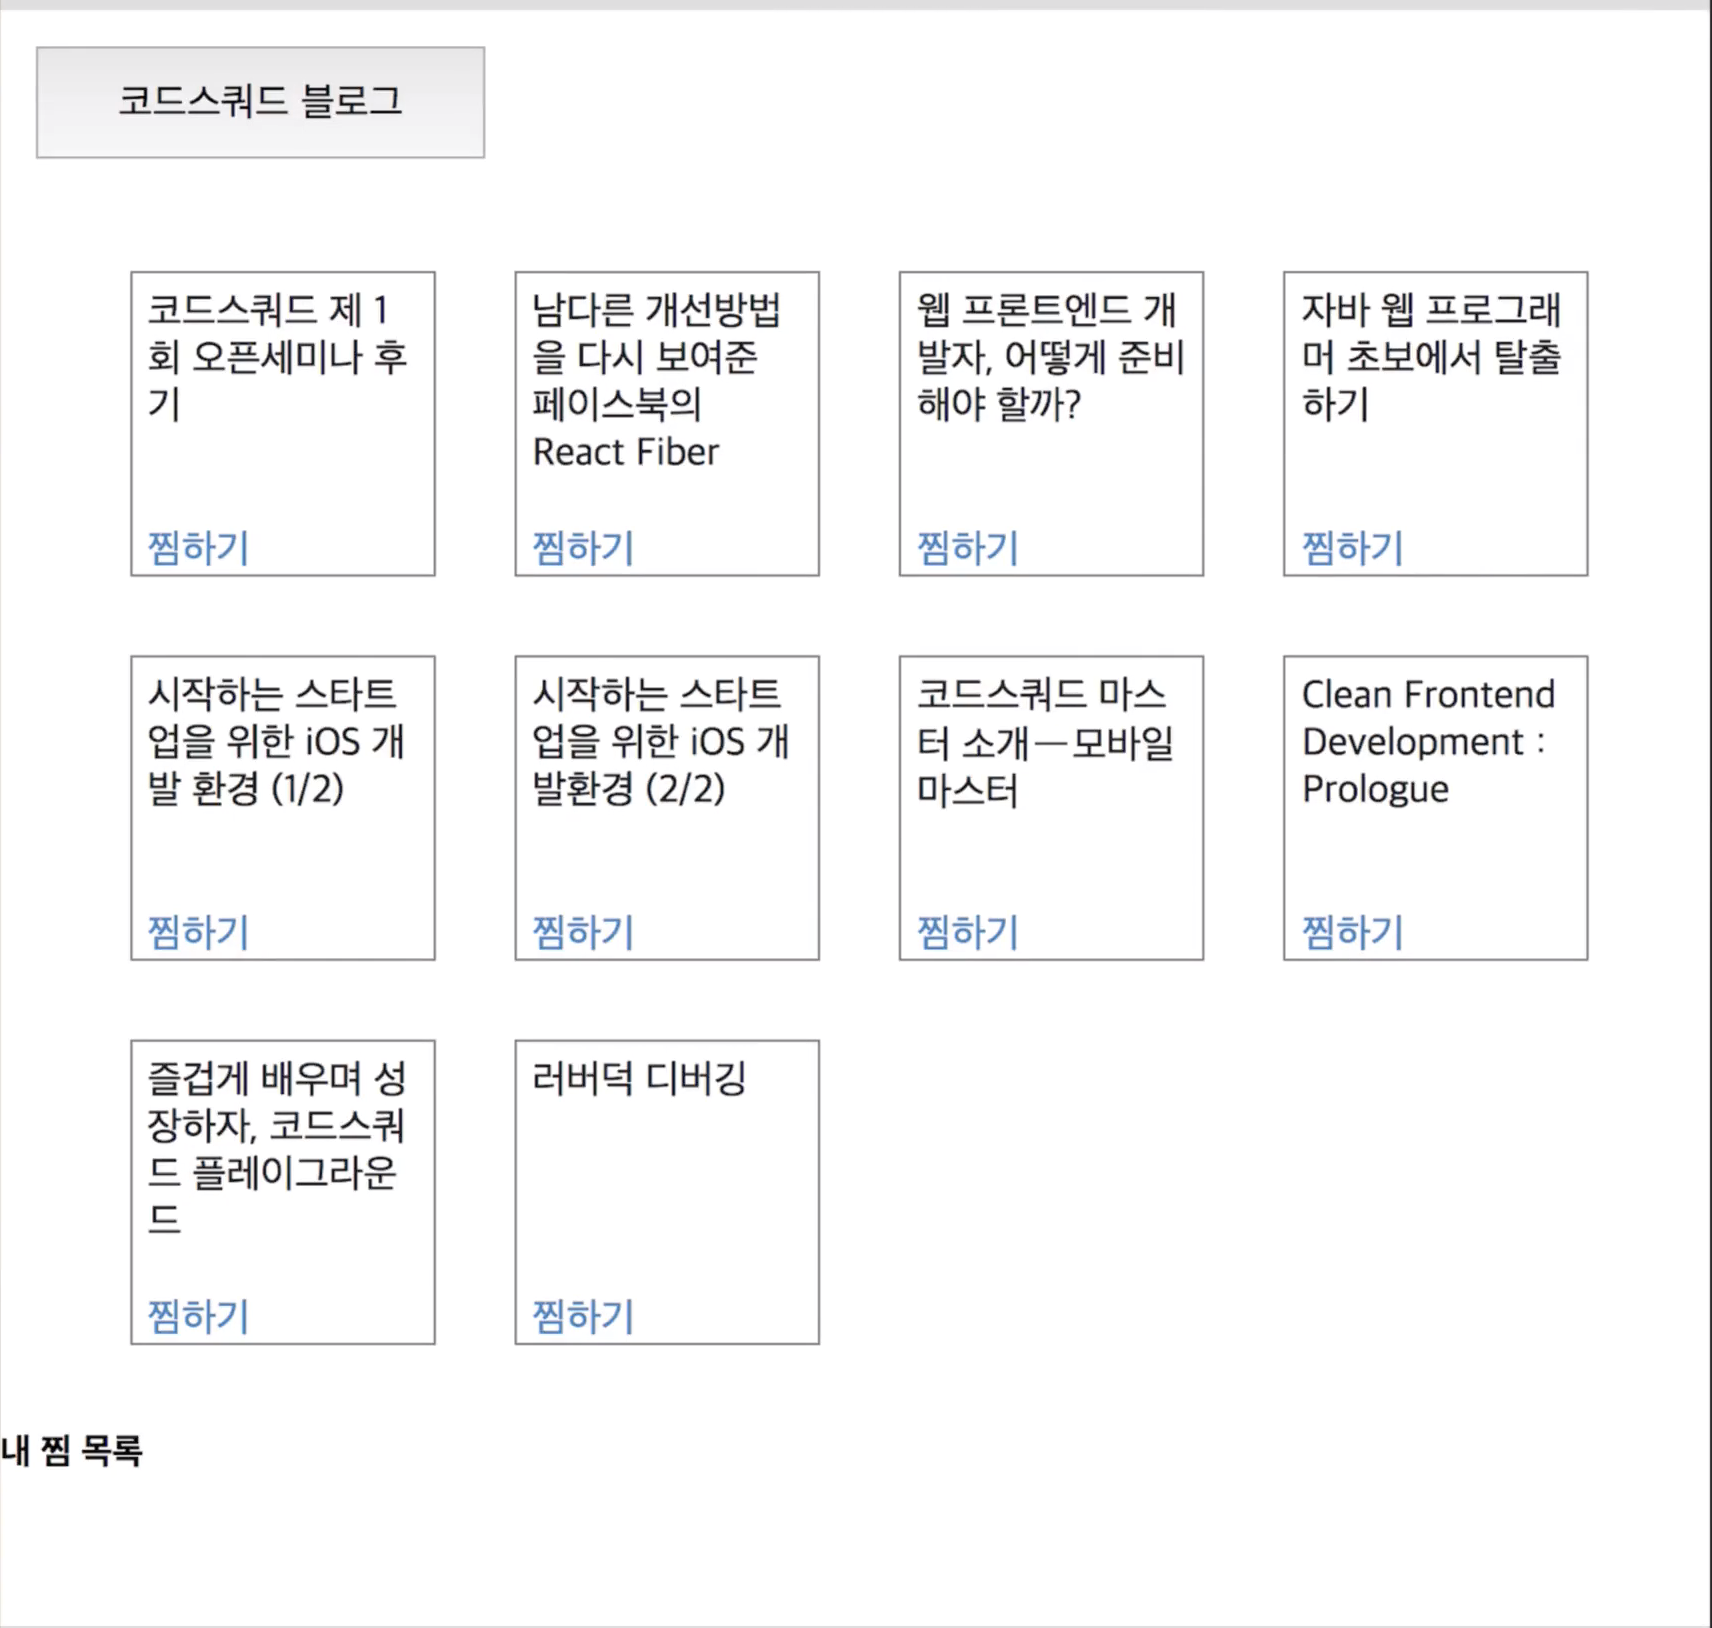 코드스쿼드 블로그
코드스쿼드 제 1
회 오픈세미나 후
기
찜하기
남다른 개선방법
을 다시 보여준
페이스북의
React Fiber
찜하기
웹 프론트엔드 개
발자, 어떻게 준비
해야 할까?
찜하기
자바 웹 프로그래
머 초보에서 탈출
하기
찜하기
시작하는 스타트
업을 위한 iOS 개
발 환경 (1/2)
찜하기
시작하는 스타트
업을 위한 iOS 개
발환경 (2/2)
찜하기
코드스쿼드 마스
터 소개—모바일
마스터
찜하기
Clean Frontend
Development :
Prologue
찜하기
즐겁게 배우며 성
장하자, 코드스쿼
드 플레이그라운
드
찜하기
러버덕 디버깅
찜하기
내 찜 목록